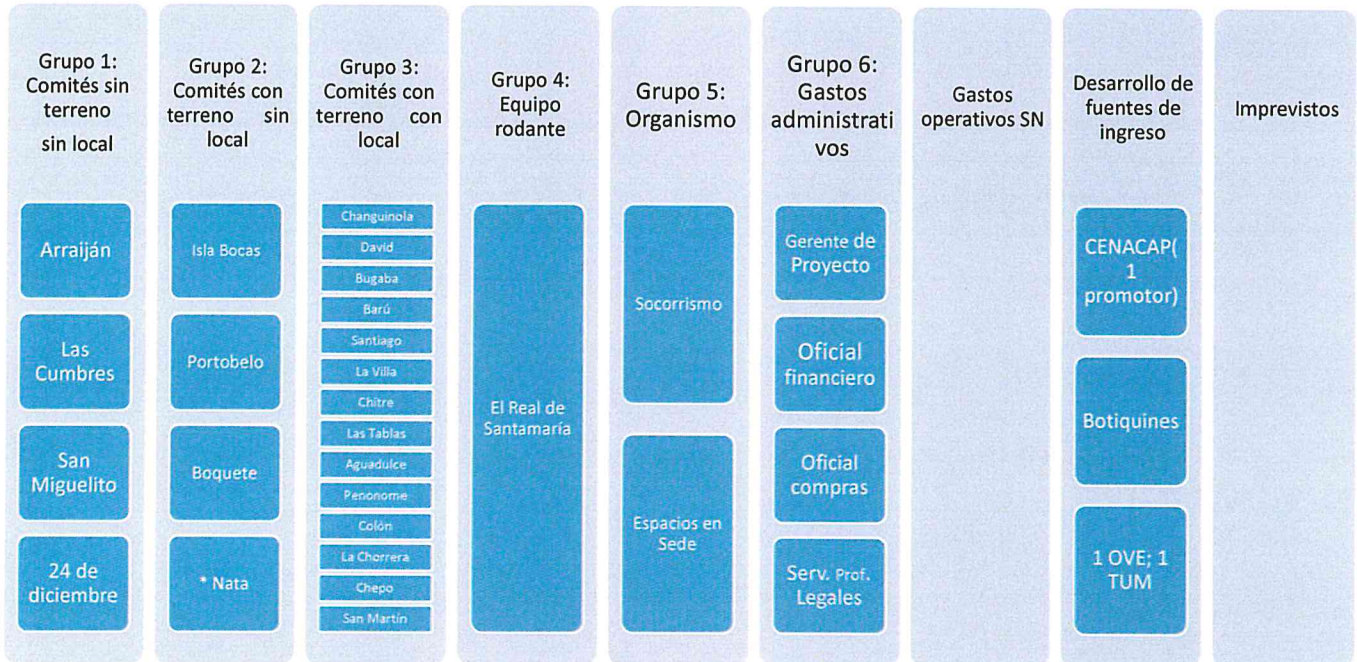 Grupo 1:
Comités sin
terreno
sin local
Arraiján
Las
Cumbres
San
Miguelito
24 de
diciembre
Grupo 2:
Comités con
terreno sin
local
Isla Bocas
Portobelo
Boquete
* Nata
Grupo 3:
Comités con
terreno con
local
Changuinola
David
Bugaba
Barú
Santiago
La Villa
Chitre
Las Tablas
Aguadulce
Penonome
Colón
La Chorrera
Chepo
San Martín
Grupo 4:
Equipo
rodante
El Real de
Santamaría
Grupo 5:
Organismo
Socorrismo
Espacios en
Sede
Grupo 6:
Gastos
administrati
vos
Gerente de
Proyecto
Oficial
financiero
Oficial
compras
Serv. Prof.
Legales
Gastos
operativos SN
Desarrollo de
fuentes de
ingreso
CENACAP(
1
promotor)
Botiquines
1 OVE; 1
TUM
Imprevistos